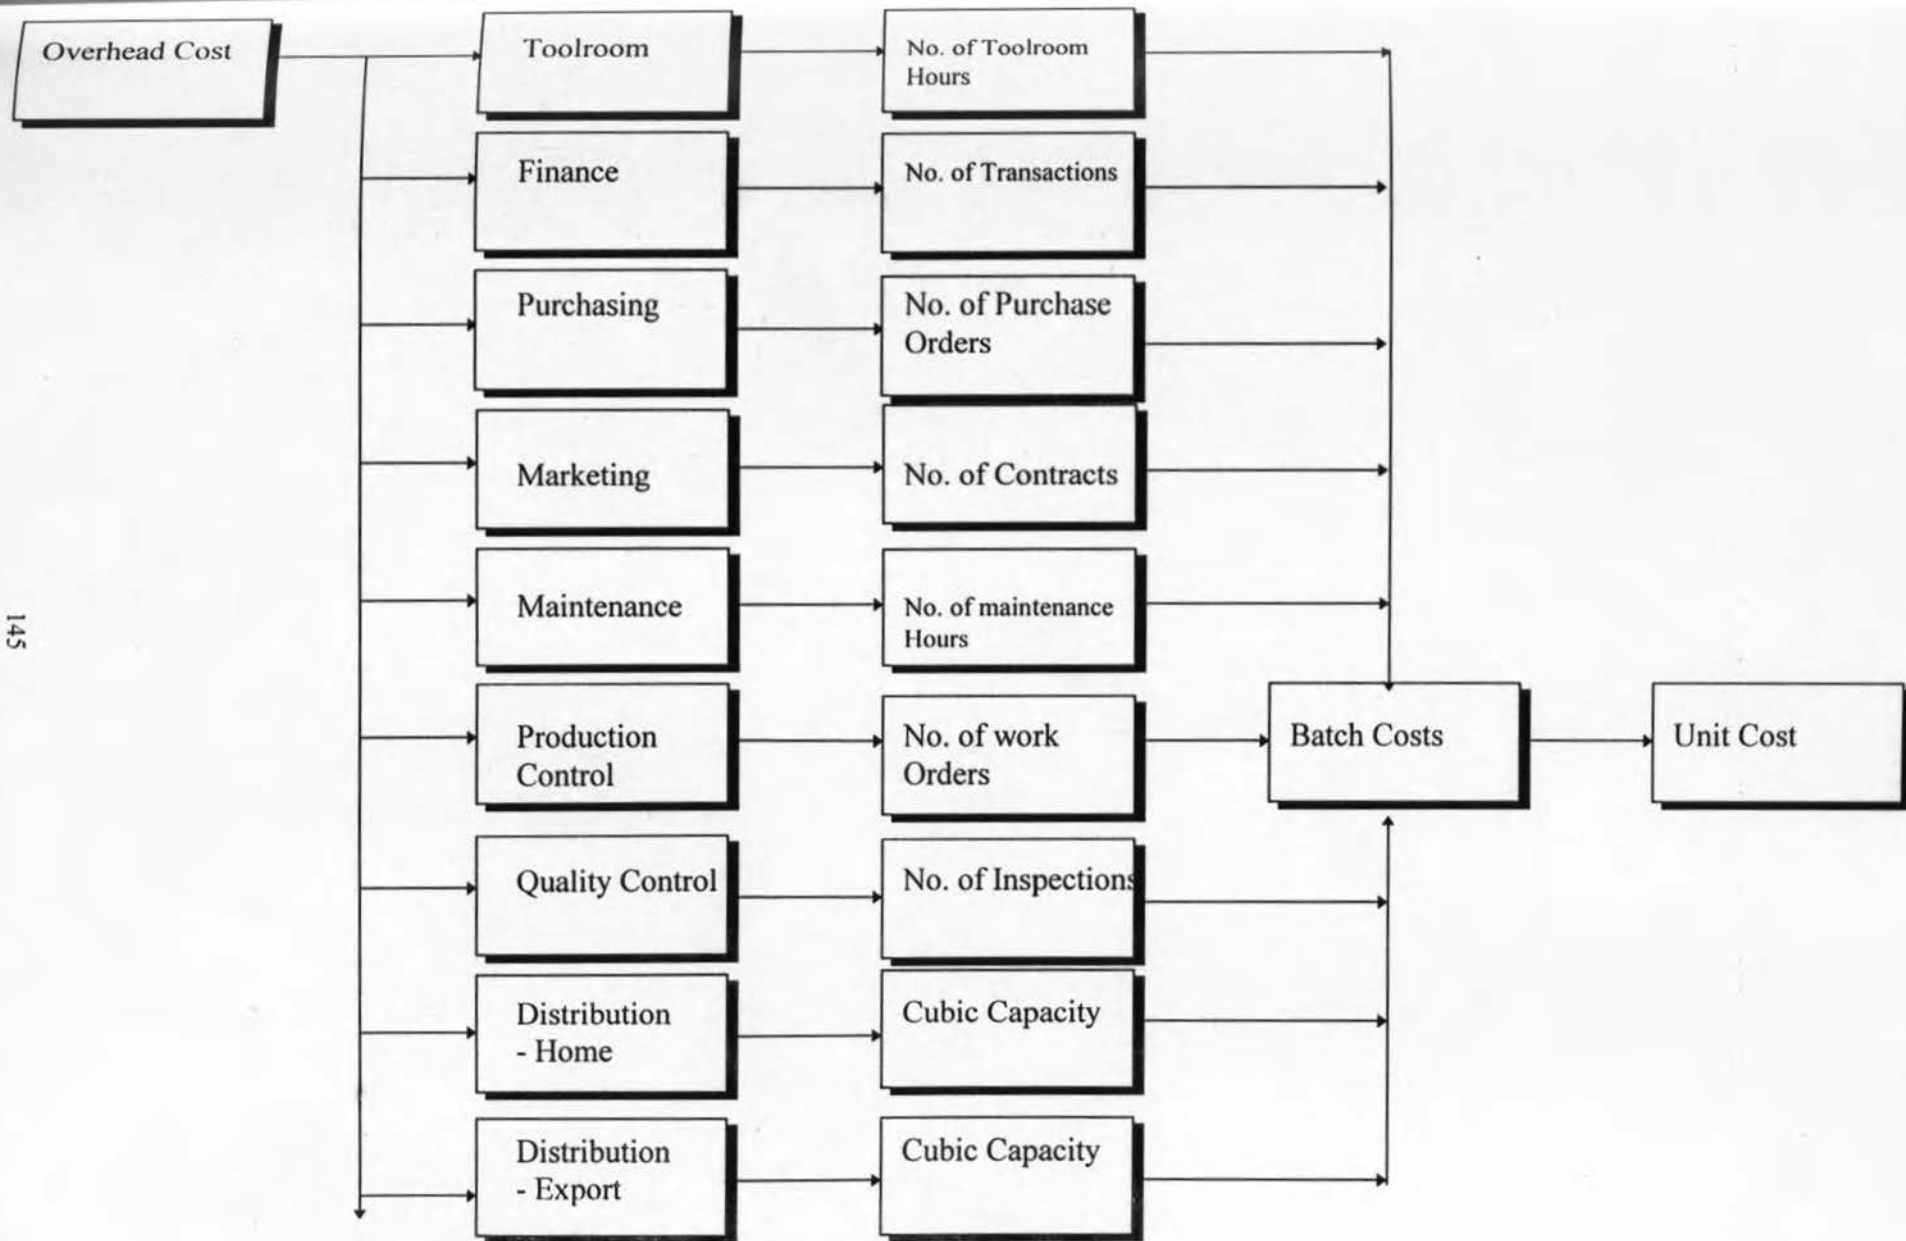 Overhead Cost
Toolroom
No. of Toolroom
Hours
Finance
No. of Transactions
Purchasing
No. of Purchase
Orders
Marketing
No. of Contracts
Maintenance
No. of maintenance
Hours
Production
Control
No. of work
Orders
Batch Costs
Unit Cost
Quality Control
No. of Inspections
Distribution
- Home
Cubic Capacity
Distribution
- Export
Cubic Capacity
145